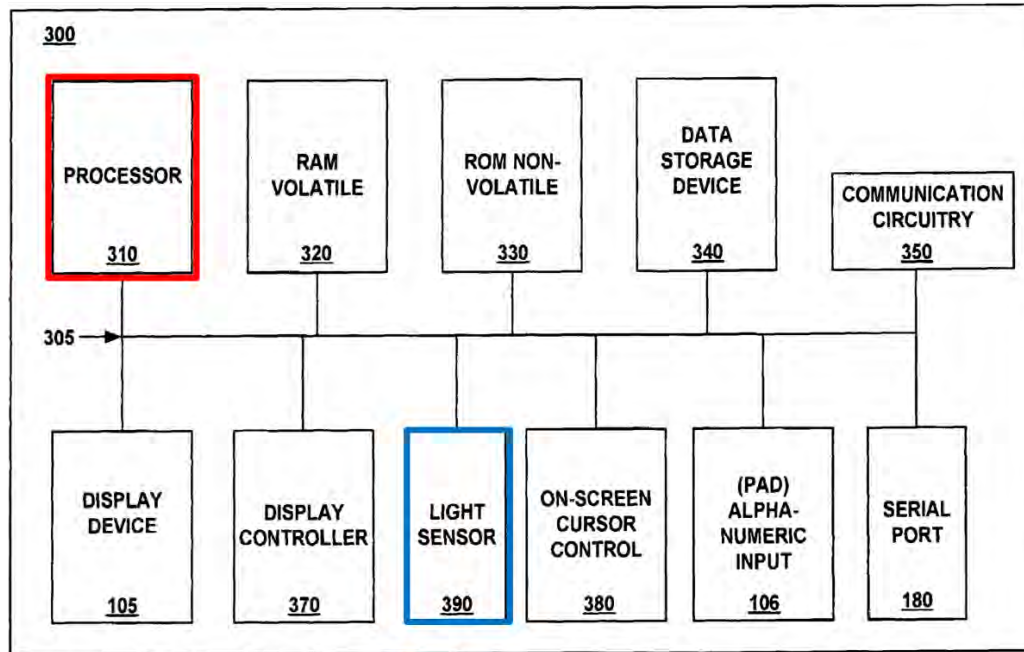 300
PROCESSOR
310
RAM
VOLATILE
320
ROM NON-
VOLATILE
330
DATA
STORAGE
DEVICE
340
COMMUNICATION
CIRCUITRY
350
305
DISPLAY
DEVICE
105
DISPLAY
CONTROLLER
370
LIGHT
SENSOR
390
ON-SCREEN
CURSOR
CONTROL
380
(PAD)
ALPHA-
NUMERIC
INPUT
106
SERIAL
PORT
180